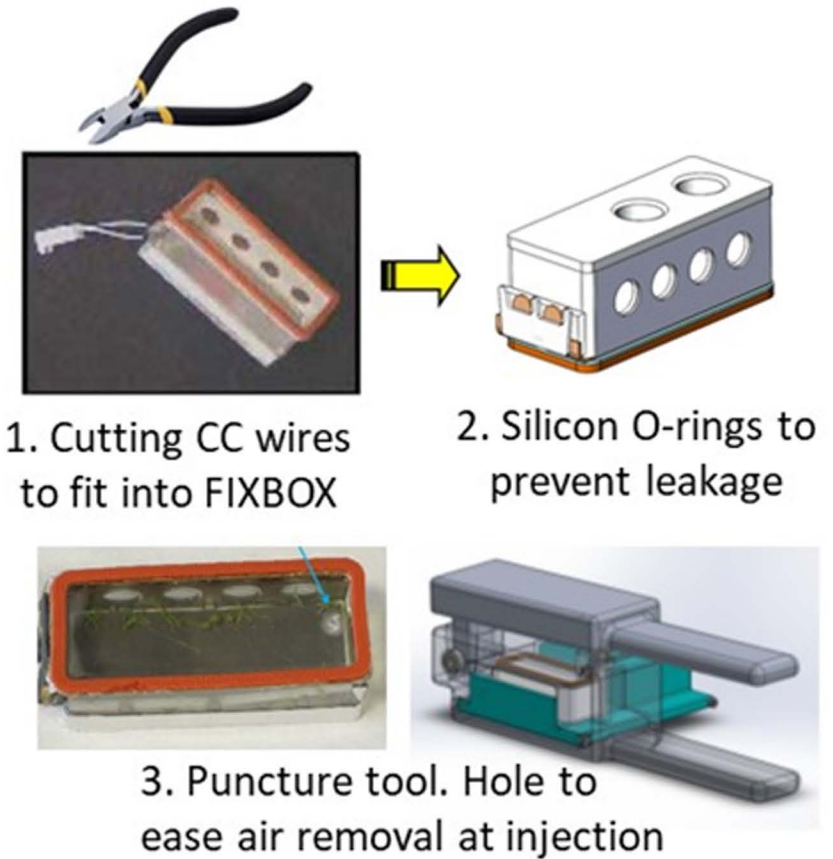 1. Cutting CC wires
to fit into FIXBOX
2. Silicon O-rings to
prevent leakage
3. Puncture tool. Hole to
ease air removal at injection